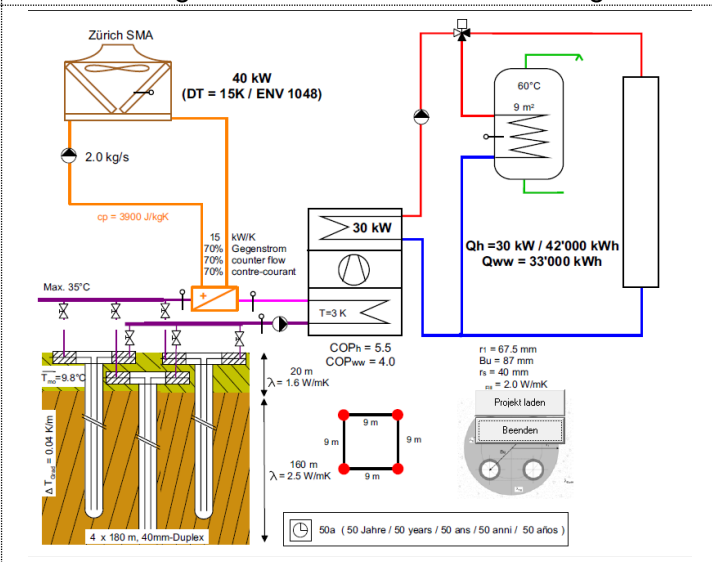 Zürich SMA
40 kW
(DT = 15K / ENV 1048)
2.0 kg/s
cp = 3900 J/kgK
15 kW/K
70% Gegenstrom
70% counter flow
70% contre-courant
Max. 35°C
+
60°C
9 m²
30 kW
T=3 K
Qh =30 kW / 42'000 kWh
Qww = 33'000 kWh
COPh = 5.5
COPww = 4.0
r1 = 67.5 mm
Bu = 87 mm
rs = 40 mm
= 2.0 W/mK
Projekt laden
Beenden
Tmo=9.8°C
20 m
λ = 1.6 W/mK
Δ TGrad = 0.04 K/m
160 m
λ = 2.5 W/mK
9 m
9 m
9 m
9 m
4 x 180 m, 40mm-Duplex
50a ( 50 Jahre / 50 years / 50 ans / 50 anni / 50 años )